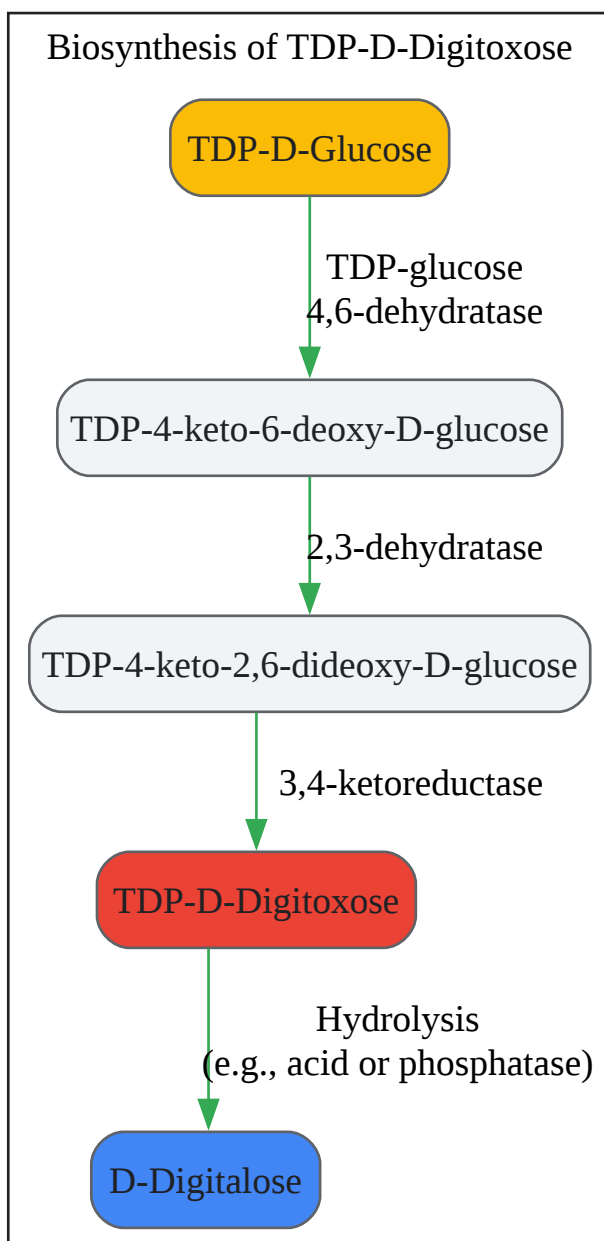 Biosynthesis of TDP-D-Digitoxose
TDP-D-Glucose
TDP-glucose
4,6-dehydratase
TDP-4-keto-6-deoxy-D-glucose
2,3-dehydratase
TDP-4-keto-2,6-dideoxy-D-glucose
3,4-ketoreductase
TDP-D-Digitoxose
Hydrolysis
(e.g., acid or phosphatase)
D-Digitalose